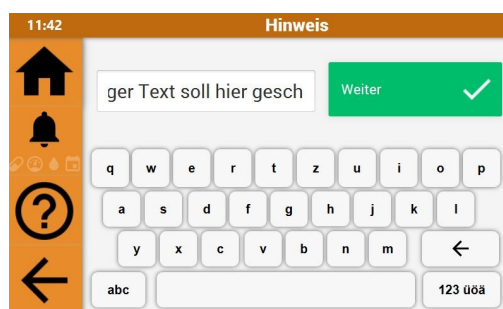 11:42
Hinweis
ger Text soll hier gesch
Weiter
q w e r t z u i o p
a s d f g h j k l
y x c v b n m
abc
123 üöä